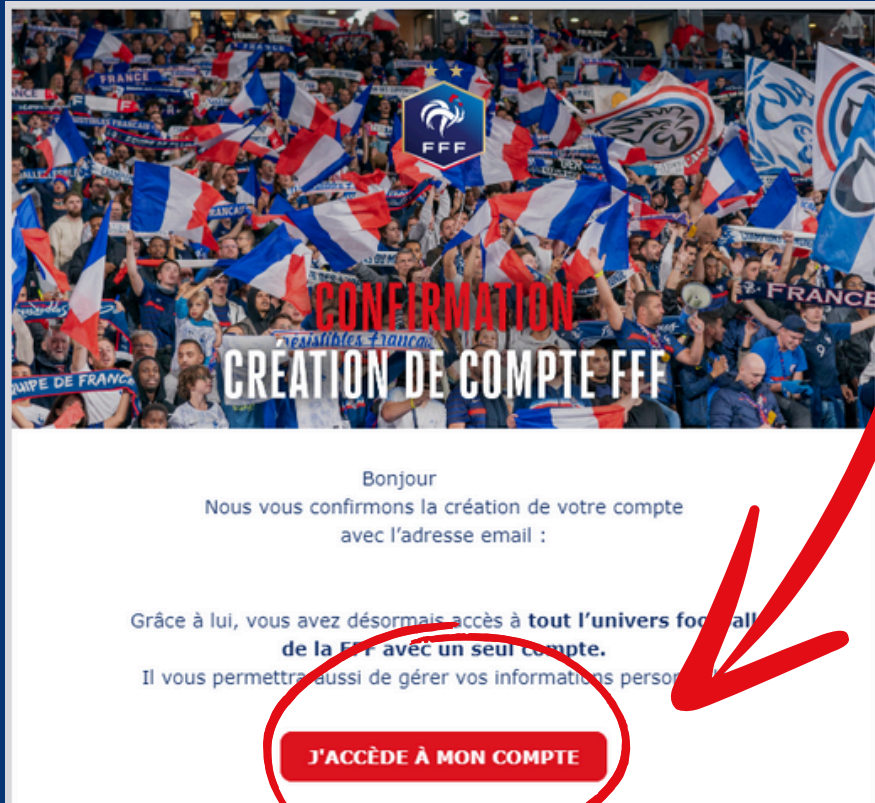 FRANCE
FFF
FRANCE
CONFIRMATION
CRÉATION DE COMPTE FFF
Bonjour
Nous vous confirmons la création de votre compte
avec l'adresse email :
Grâce à lui, vous avez désormais accès à tout l'univers football
de la FFF avec un seul compte.
Il vous permettra aussi de gérer vos informations
J'ACCÈDE À MON COMPTE